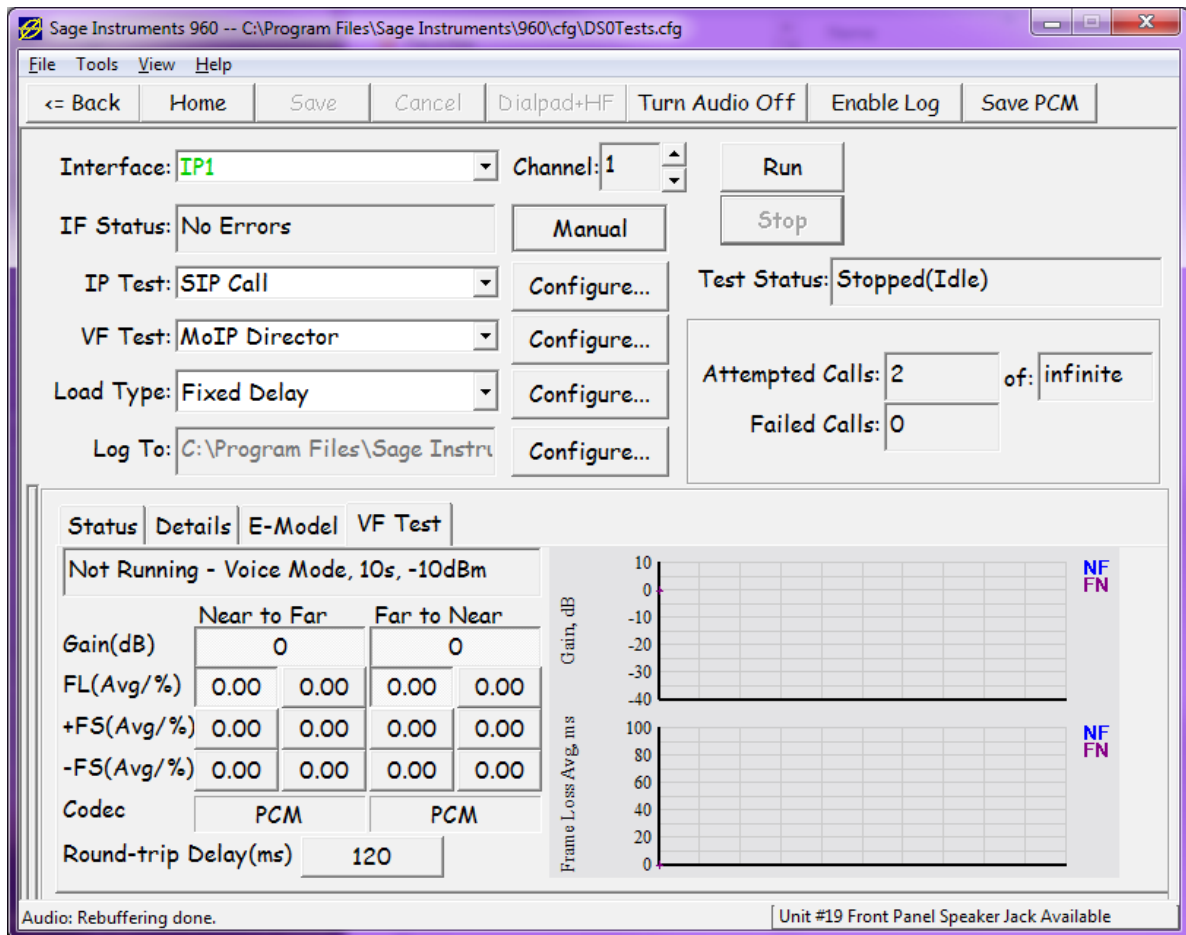 Sage Instruments 960 -- C:\Program Files\Sage Instruments\960\cfg\DS0Tests.cfg
File Tools View Help
<= Back Home Save Cancel Dialpad+HF Turn Audio Off Enable Log Save PCM
Interface: IP1 Channel: 1 Run
IF Status: No Errors Manual Stop
IP Test: SIP Call Configure... Test Status: Stopped(Idle)
VF Test: MoIP Director Configure...
Load Type: Fixed Delay Configure... Attempted Calls: 2 of: infinite
Failed Calls: 0
Log To: C:\Program Files\Sage Instru Configure...
Status Details E-Model VF Test
Not Running - Voice Mode, 10s, -10dBm
Near to Far Far to Near
Gain(dB) 0 0
FL(Avg/%) 0.00 0.00 0.00 0.00
+FS(Avg/%) 0.00 0.00 0.00 0.00
-FS(Avg/%) 0.00 0.00 0.00 0.00
Codec PCM PCM
Round-trip Delay(ms) 120
Gain, dB
10
0
-10
-20
-30
-40
NF
FN
Frame Loss Avg, ms
100
80
60
40
20
0
NF
FN
Audio: Rebuffering done. Unit #19 Front Panel Speaker Jack Available